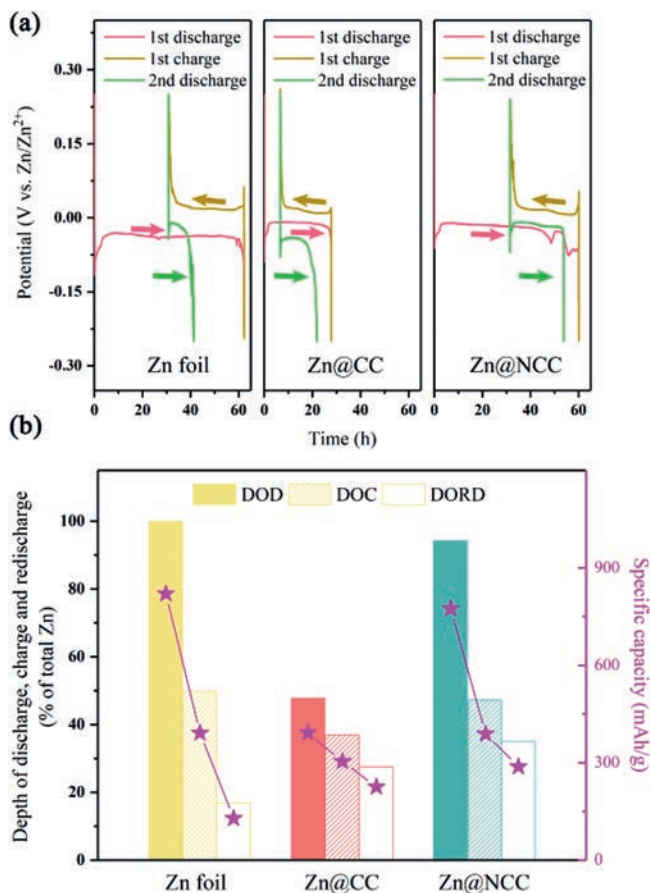 (a)
1st discharge
1st charge
2nd discharge
1st discharge
1st charge
2nd discharge
1st discharge
1st charge
2nd discharge
Potential (V vs. Zn/Zn²⁺)
0.30
0.15
0.00
-0.15
-0.30
Zn foil
Zn@CC
Zn@NCC
0 20 40 60
0 20 40 60
0 20 40 60
Time (h)
(b)
DOD DOC DORD
Depth of discharge, charge and redischarge
(% of total Zn)
100
80
60
40
20
0
900
600
300
0
Specific capacity (mAh/g)
Zn foil
Zn@CC
Zn@NCC